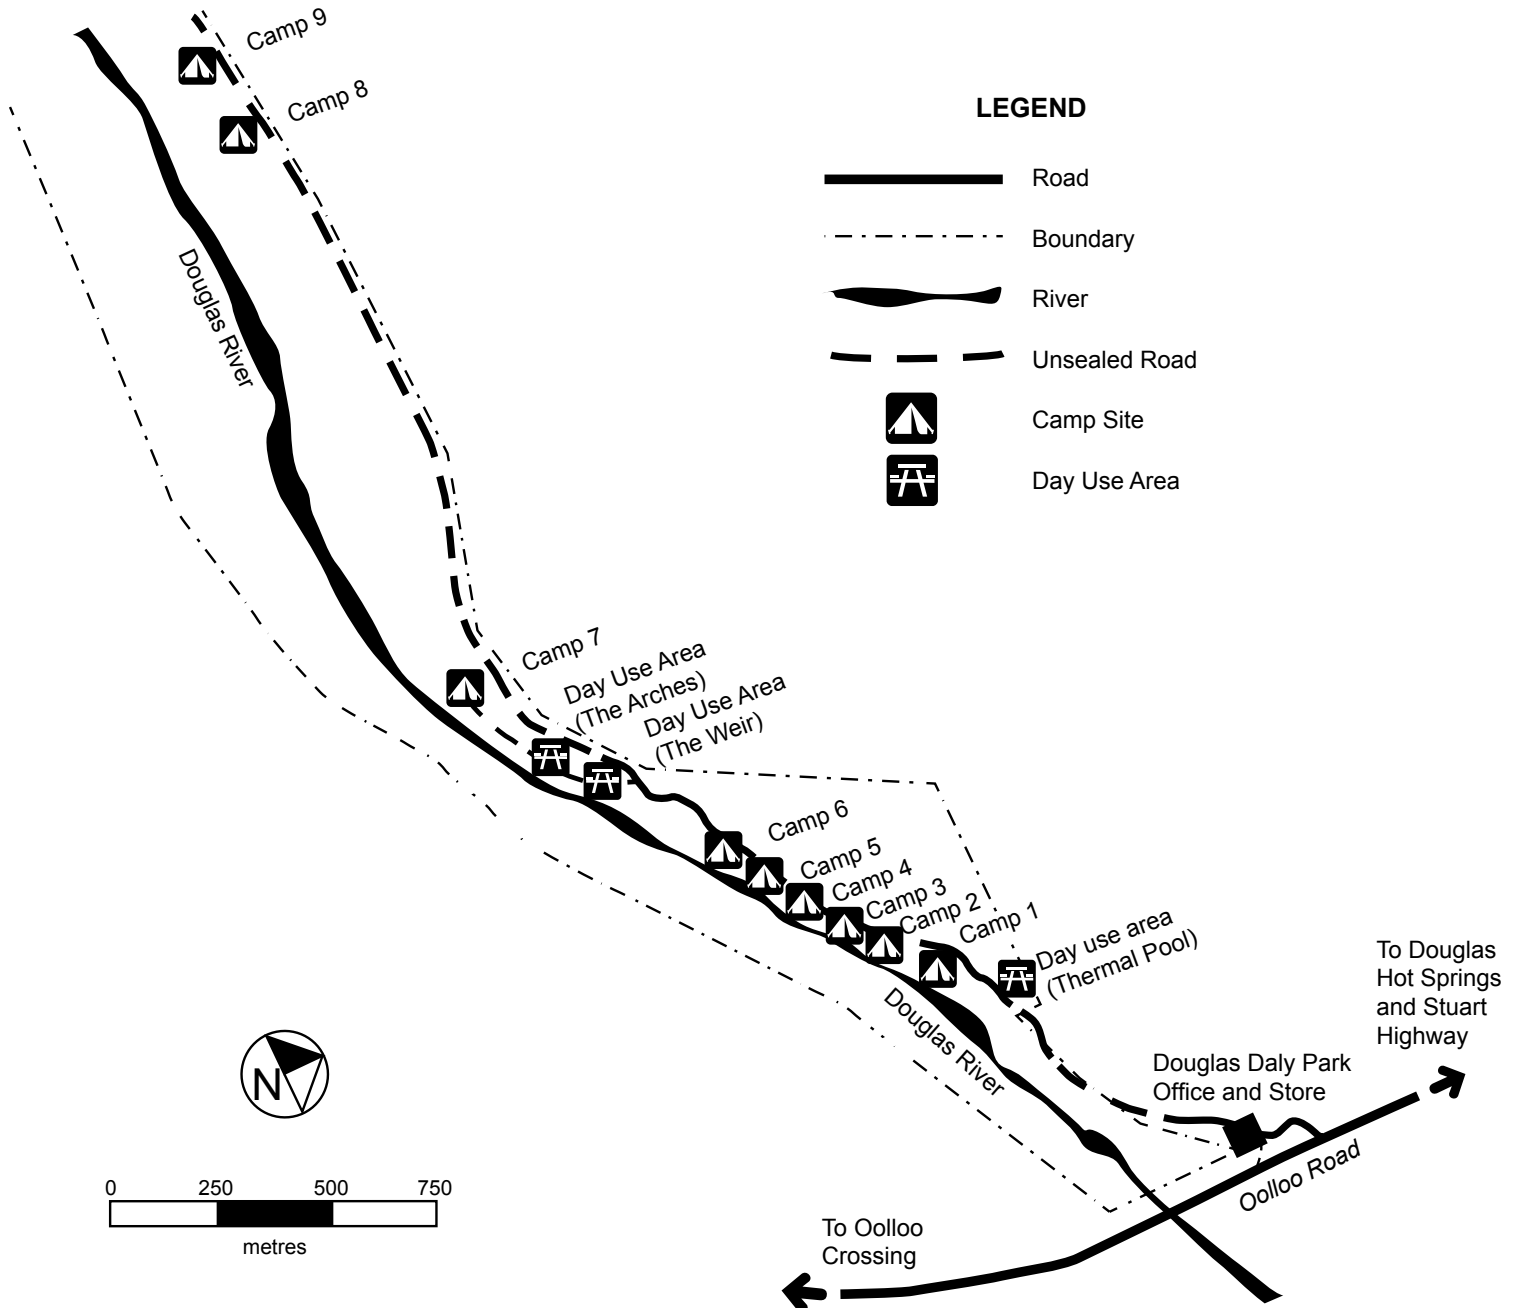 Camp 9
Camp 8
LEGEND
Road
Boundary
River
Unsealed Road
Camp Site
Day Use Area
Douglas River
Camp 7
Day Use Area
(The Arches)
Day Use Area
(The Weir)
Camp 6
Camp 5
Camp 4
Camp 3
Camp 2
Camp 1
Day use area
(Thermal Pool)
To Douglas
Hot Springs
and Stuart
Highway
Douglas River
Douglas Daly Park
Office and Store
Oolloo Road
N
0 250 500 750
metres
To Oolloo
Crossing